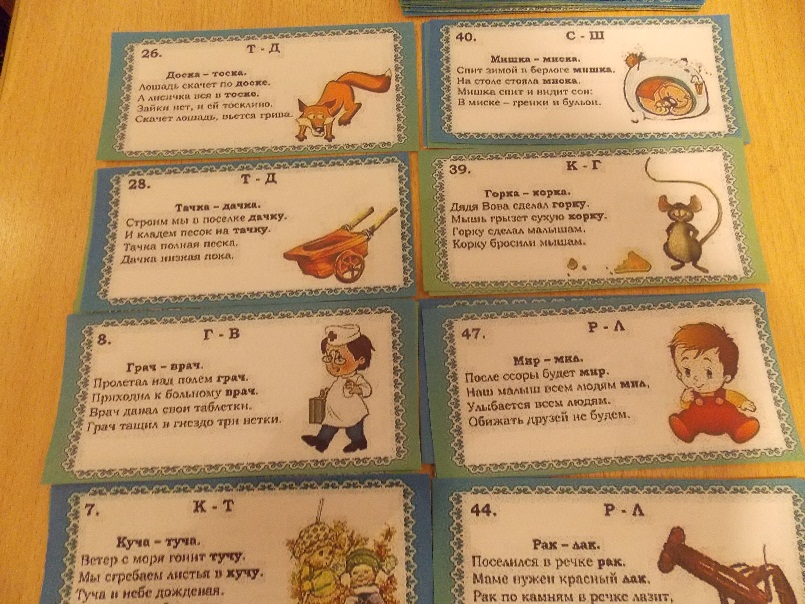 26.
Т - Д
Доска – тоска.
Лошадь скачет по доске.
А лисичка вся в тоске.
Зайки нет, и ей тоскливо.
Скачет лошадь, вьется грива.
40.
С - Ш
Мишка – миска.
Спит зимой в берлоге мишка.
На столе стояла миска.
Мишка спит и видит сон:
В миске – гренки и бульон.
28.
Т - Д
Тачка – дачка.
Строим мы в поселке дачку.
И кладем песок на тачку.
Тачка полная песка.
Дачка низкая пока.
39.
К - Г
Горка – корка.
Дядя Вова сделал горку.
Мышь грызет сухую корку.
Горку сделал малышам.
Корку бросили мышам.
8.
Г - В
Грач – врач.
Пролетал над полем грач.
Приходил к больному врач.
Врач давал свои таблетки.
Грач тащил в гнездо три ветки.
47.
Р - Л
Мир – мил.
После ссоры будет мир.
Наш малыш всем людям мил,
Улыбается всем людям.
Обижать друзей не будем.
7.
К - Т
Куча – туча.
Ветер с моря гонит тучу.
Мы сгребаем листья в кучу.
Туча в небе дождевая.
44.
Р - Л
Рак – лак.
Поселился в речке рак.
Маме нужен красный лак.
Рак по камням в речке лазит,